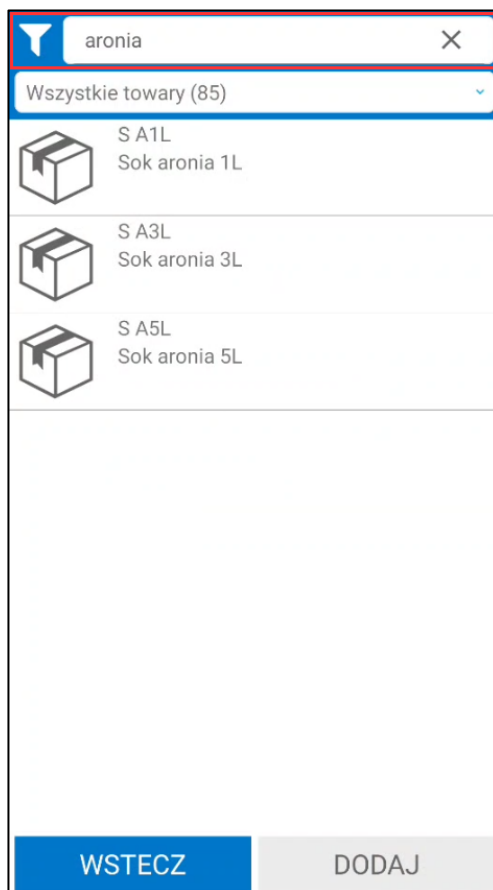 aronia
Wszystkie towary (85)
S A1L
Sok aronia 1L
S A3L
Sok aronia 3L
S A5L
Sok aronia 5L
WSTECZ
DODAJ